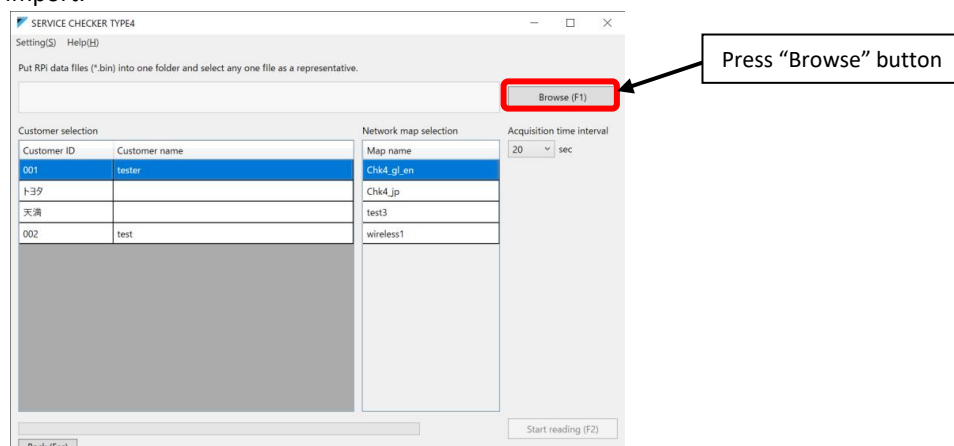 import.
SERVICE CHECKER TYPE4
Setting(S) Help(H)
Put RPi data files (*.bin) into one folder and select any one file as a representative.
Press “Browse” button
Browse (F1)
Customer selection
Network map selection
Acquisition time interval
Customer ID Customer name
Map name
20 sec
001 tester
Chk4_gl_en
トヨタ
Chk4_jp
天満
test3
002 test
wireless1
Start reading (F2)
Back (Esc)